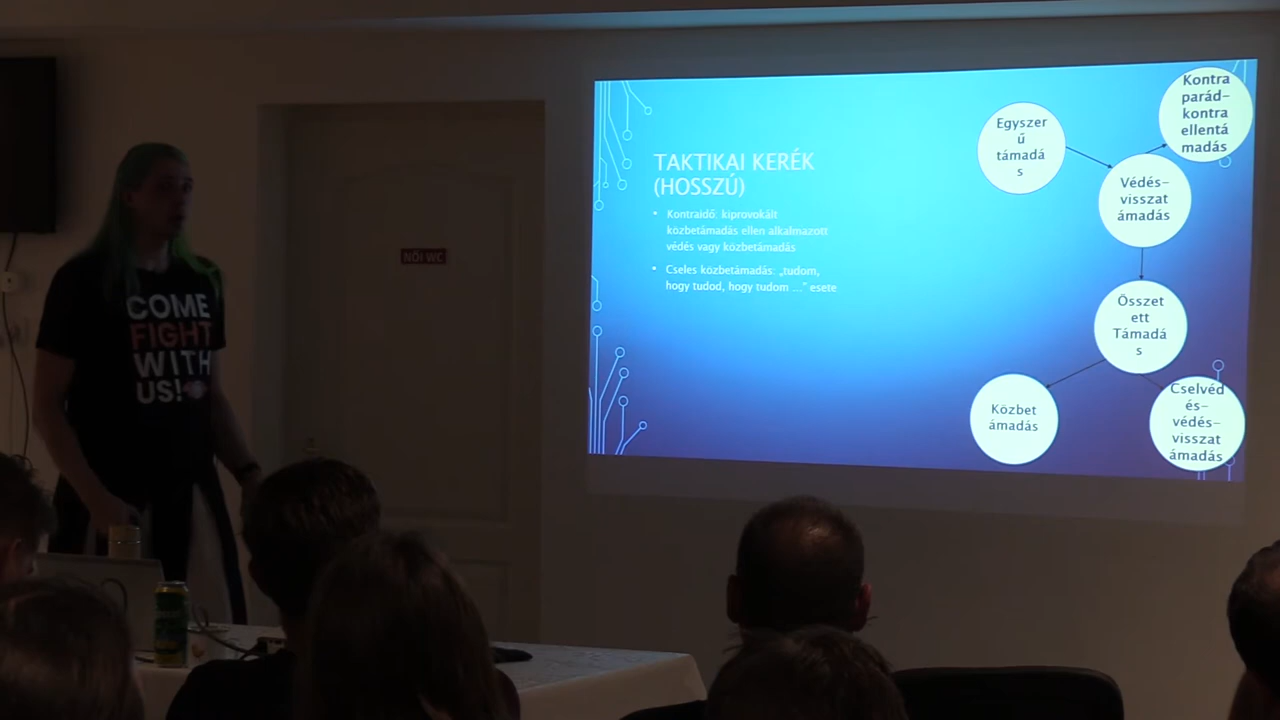 COME
FIGHT
WITH
US!
NŐI WC
TAKTIKAI KERÉK
(HOSSZÚ)
Kontraidő: kiprovokált
közbetámadás ellen alkalmazott
védés vagy közbetámadás
Cseles közbetámadás: „tudom,
hogy tudod, hogy tudom ...” esete
Egyszer
ű
támadá
s
Kontra
parád–
kontra
ellentá
madás
Védés–
visszat
ámadás
Összet
ett
Támadá
s
Közbet
ámadás
Cselvéd
és–
védés–
visszat
ámadás